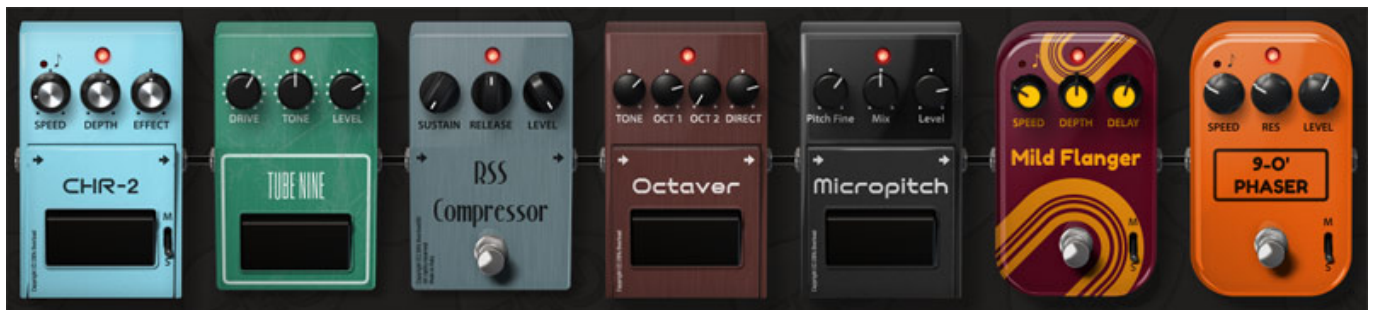 SPEED DEPTH EFFECT
CHR-2
M
S
DRIVE TONE LEVEL
TUBE NINE
SUSTAIN RELEASE LEVEL
RSS
Compressor
TONE OCT 1 OCT 2 DIRECT
Octaver
Pitch Fine Mix Level
Micropitch
SPEED DEPTH DELAY
Mild Flanger
M
S
SPEED RES LEVEL
9-O'
PHASER
M
S